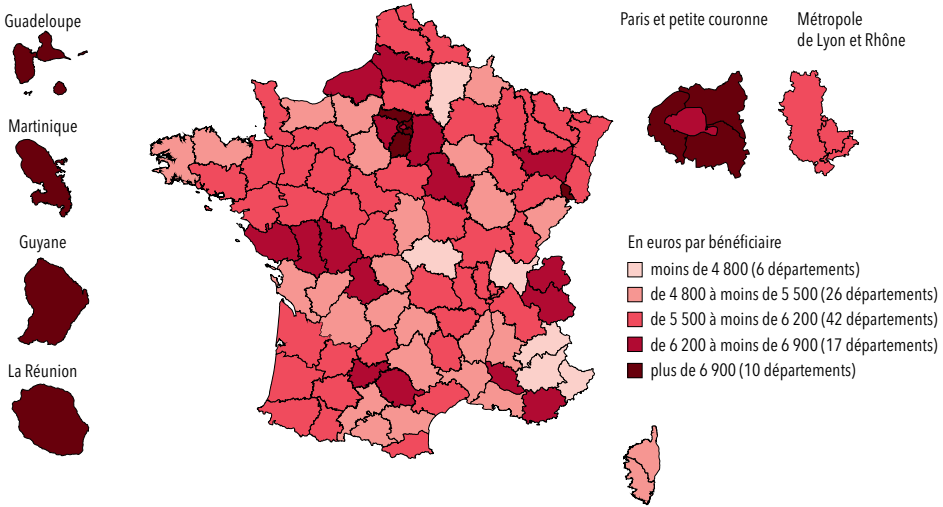 Guadeloupe
Martinique
Guyane
La Réunion
Paris et petite couronne
Métropole
de Lyon et Rhône
En euros par bénéficiaire
moins de 4 800 (6 départements)
de 4 800 à moins de 5 500 (26 départements)
de 5 500 à moins de 6 200 (42 départements)
de 6 200 à moins de 6 900 (17 départements)
plus de 6 900 (10 départements)